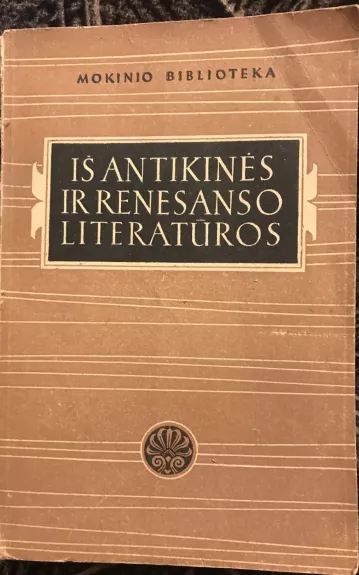 MOKINIO BIBLIOTEKA
IŠ ANTIKINĖS
IR RENESANSO
LITERATŪROS